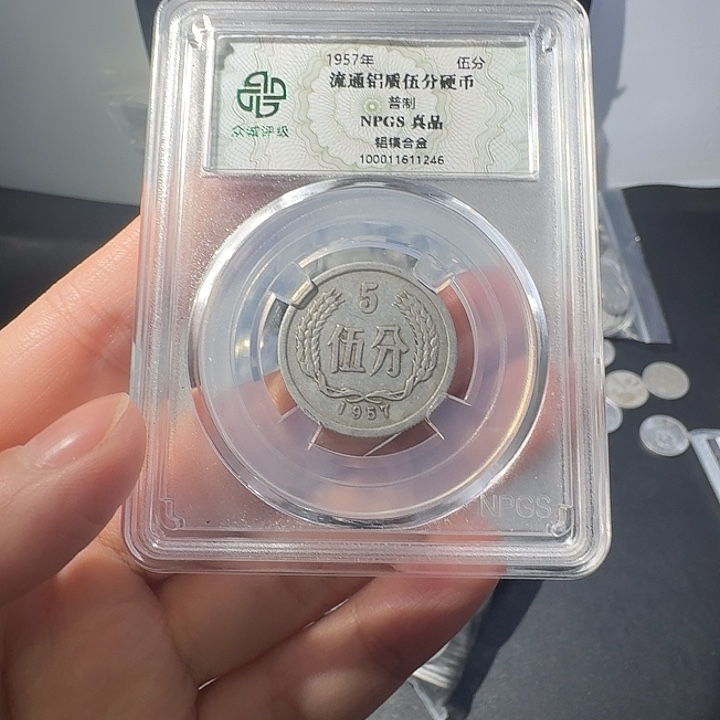 1957年 伍分
流通铝质伍分硬币
普制
NPGS 真品
铝镁合金
100011611246
众诚评级
5
伍分
1957
NPGS